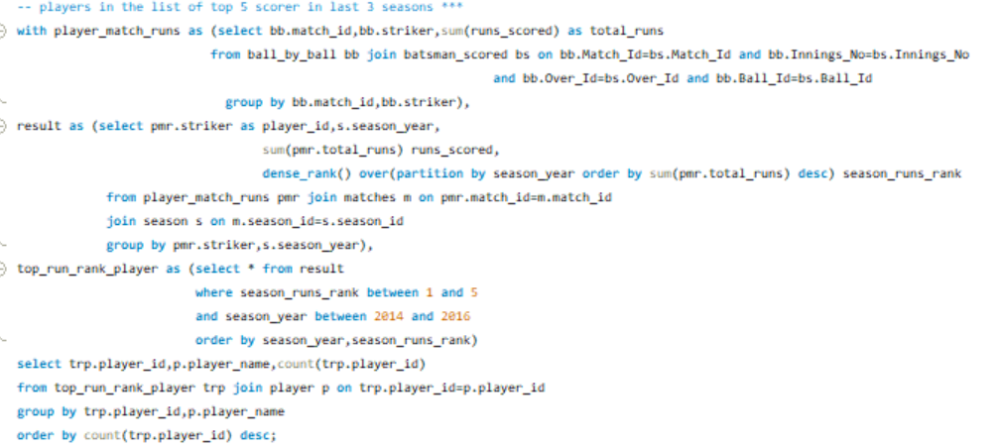 -- players in the list of top 5 scorer in last 3 seasons ***
with player_match_runs as (select bb.match_id,bb.striker,sum(runs_scored) as total_runs
from ball_by_ball bb join batsman_scored bs on bb.Match_Id=bs.Match_Id and bb.Innings_No=bs.Innings_No
and bb.Over_Id=bs.Over_Id and bb.Ball_Id=bs.Ball_Id
group by bb.match_id,bb.striker),
result as (select pmr.striker as player_id,s.season_year,
sum(pmr.total_runs) runs_scored,
dense_rank() over(partition by season_year order by sum(pmr.total_runs) desc) season_runs_rank
from player_match_runs pmr join matches m on pmr.match_id=m.match_id
join season s on m.season_id=s.season_id
group by pmr.striker,s.season_year),
top_run_rank_player as (select * from result
where season_runs_rank between 1 and 5
and season_year between 2014 and 2016
order by season_year,season_runs_rank)
select trp.player_id,p.player_name,count(trp.player_id)
from top_run_rank_player trp join player p on trp.player_id=p.player_id
group by trp.player_id,p.player_name
order by count(trp.player_id) desc;